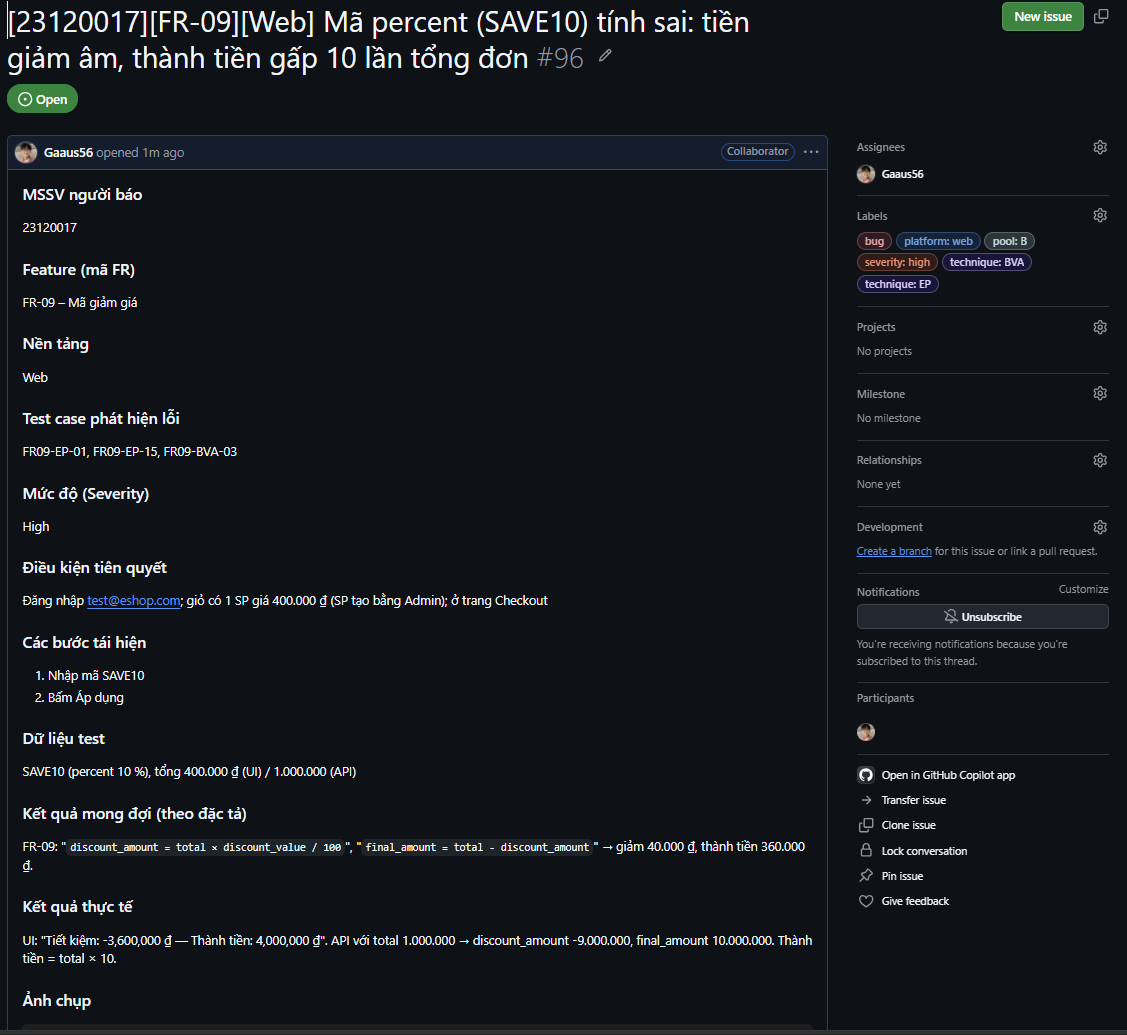 [23120017][FR-09][Web] Mã percent (SAVE10) tính sai: tiền
giảm âm, thành tiền gấp 10 lần tổng đơn #96
New issue
Open
Gaaus56 opened 1m ago
Collaborator
MSSV người báo
23120017
Feature (mã FR)
FR-09 – Mã giảm giá
Nền tảng
Web
Test case phát hiện lỗi
FR09-EP-01, FR09-EP-15, FR09-BVA-03
Mức độ (Severity)
High
Điều kiện tiên quyết
Đăng nhập test@eshop.com; giỏ có 1 SP giá 400.000 ₫ (SP tạo bằng Admin); ở trang Checkout
Các bước tái hiện
1. Nhập mã SAVE10
2. Bấm Áp dụng
Dữ liệu test
SAVE10 (percent 10 %), tổng 400.000 ₫ (UI) / 1.000.000 (API)
Kết quả mong đợi (theo đặc tả)
FR-09: "discount_amount = total × discount_value / 100", "final_amount = total - discount_amount" → giảm 40.000 ₫, thành tiền 360.000
₫.
Kết quả thực tế
UI: "Tiết kiệm: -3,600,000 ₫ — Thành tiền: 4,000,000 ₫". API với total 1.000.000 → discount_amount -9.000.000, final_amount 10.000.000. Thành
tiền = total × 10.
Ảnh chụp
Assignees
Gaaus56
Labels
bug
platform: web
pool: B
severity: high
technique: BVA
technique: EP
Projects
No projects
Milestone
No milestone
Relationships
None yet
Development
Create a branch for this issue or link a pull request.
Notifications
Customize
Unsubscribe
You're receiving notifications because you're
subscribed to this thread.
Participants
Open in GitHub Copilot app
Transfer issue
Clone issue
Lock conversation
Pin issue
Give feedback